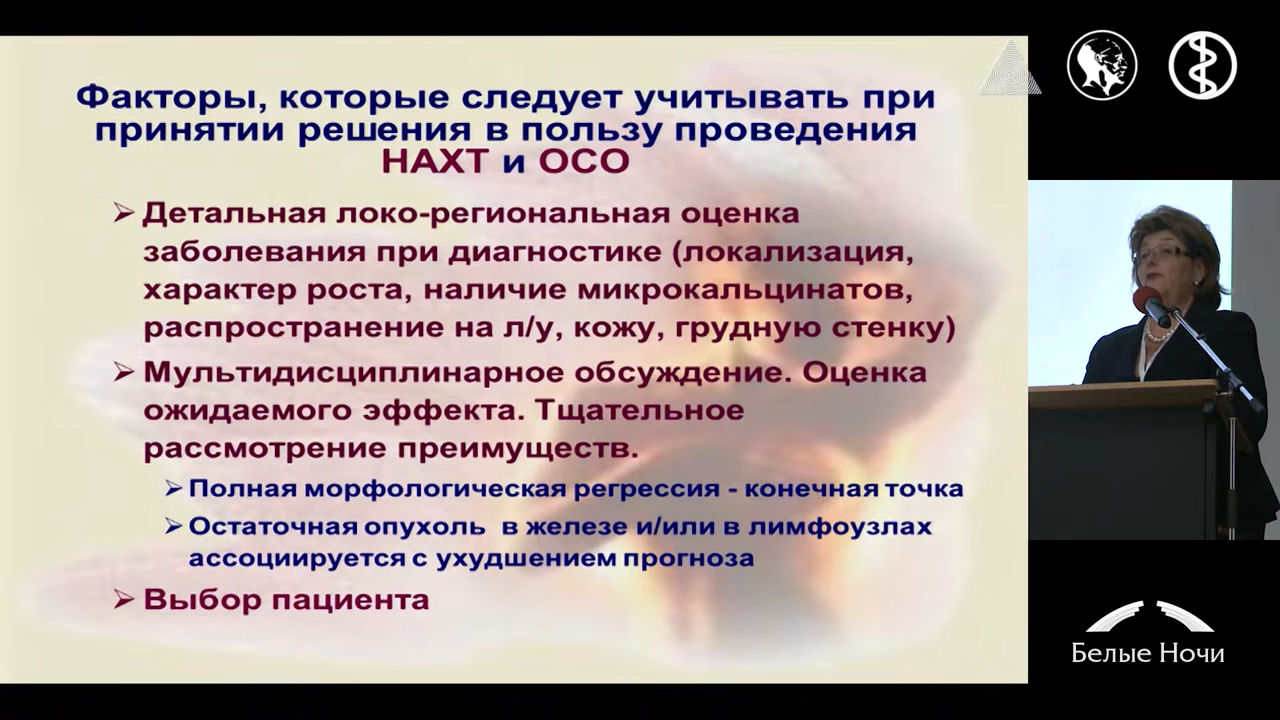 Факторы, которые следует учитывать при
принятии решения в пользу проведения
НАХТ и ОСО
Детальная локо-региональная оценка
заболевания при диагностике (локализация,
характер роста, наличие микрокальцинатов,
распространение на л/у, кожу, грудную стенку)
Мультидисциплинарное обсуждение. Оценка
ожидаемого эффекта. Тщательное
рассмотрение преимуществ.
Полная морфологическая регрессия - конечная точка
Остаточная опухоль в железе и/или в лимфоузлах
ассоциируется с ухудшением прогноза
Выбор пациента
Белые Ночи